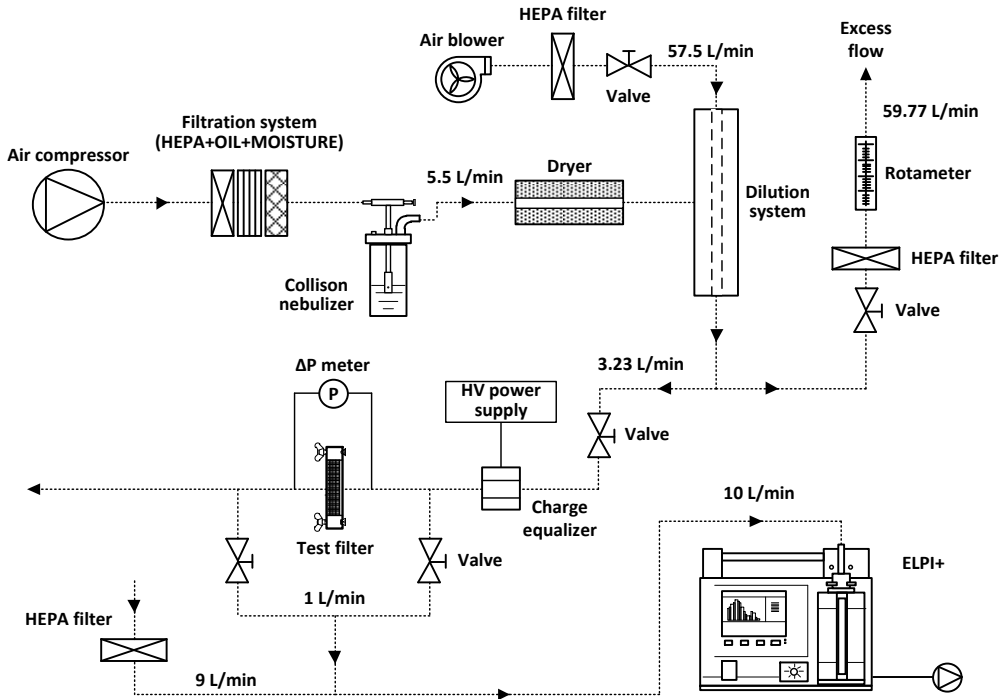 HEPA filter
Air blower
57.5 L/min
Valve
Excess
flow
59.77 L/min
Rotameter
HEPA filter
Valve
Filtration system
(HEPA+OIL+MOISTURE)
Air compressor
5.5 L/min
Dryer
Dilution
system
Collison
nebulizer
ΔP meter
P
HV power
supply
3.23 L/min
Valve
Charge
equalizer
Test filter
Valve
10 L/min
ELPI+
1 L/min
HEPA filter
9 L/min